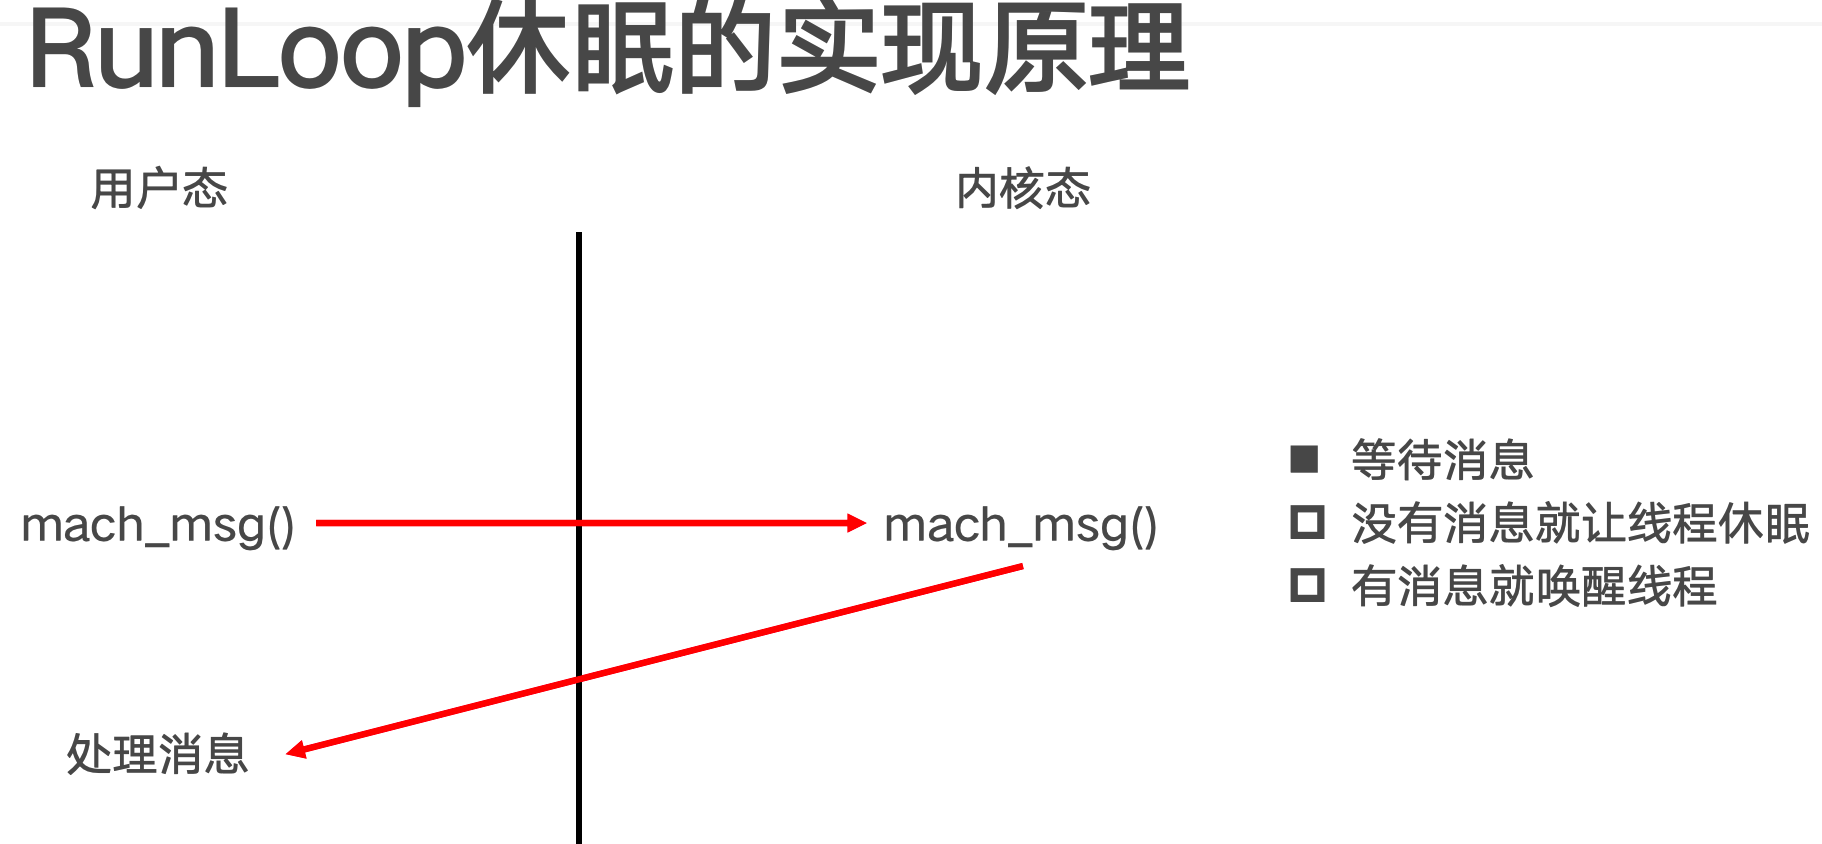 RunLoop休眠的实现原理
用户态
内核态
mach_msg()
mach_msg()
等待消息
没有消息就让线程休眠
有消息就唤醒线程
处理消息